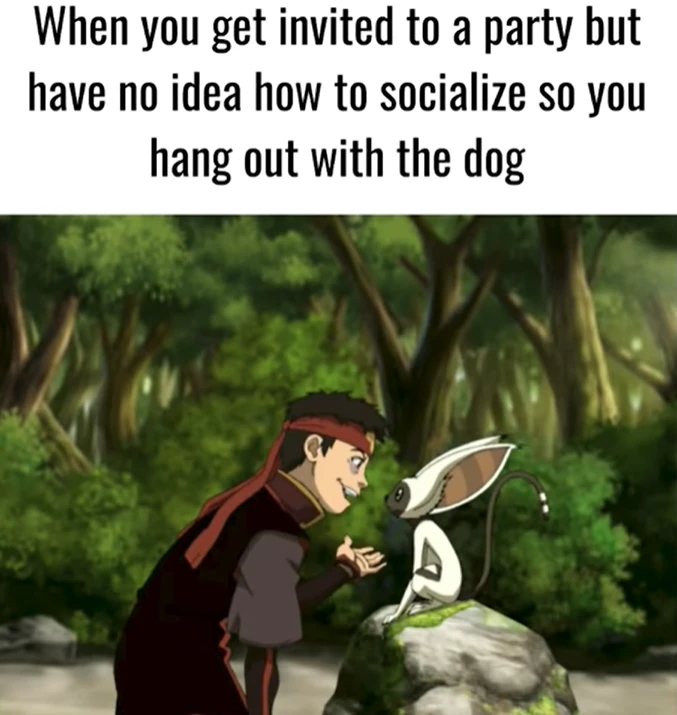 When you get invited to a party but
have no idea how to socialize so you
hang out with the dog